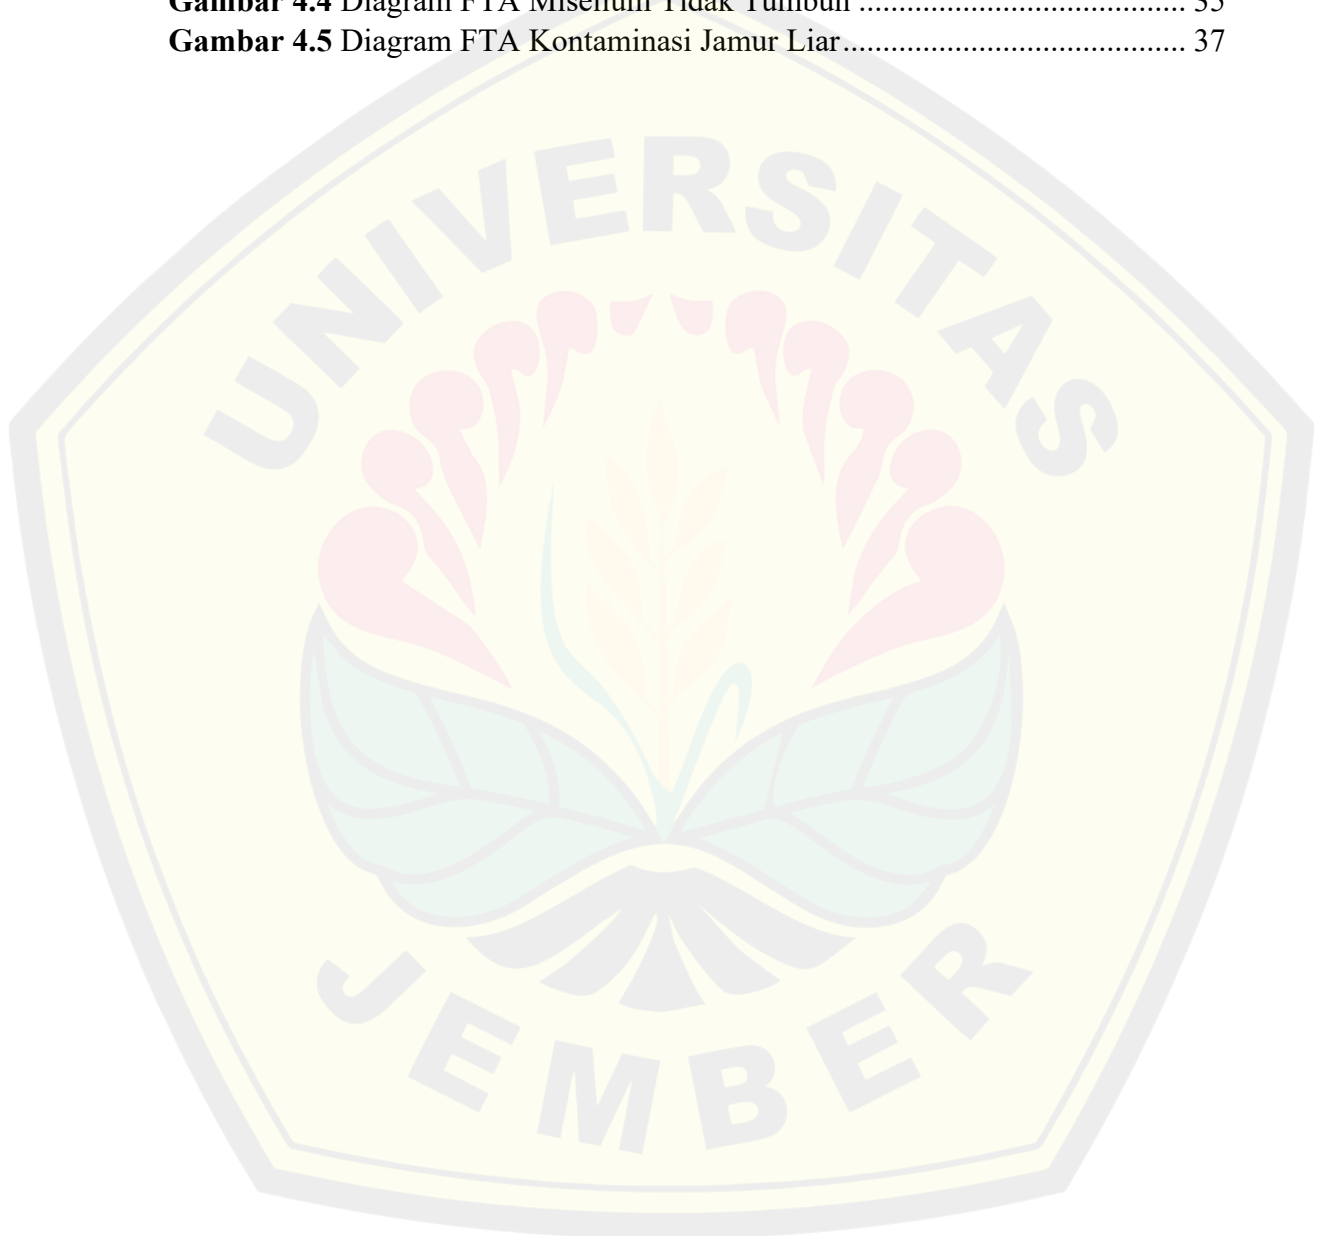 Gambar 4.4 Diagram FTA Miselium Tidak Tumbuh ........................................ 35
Gambar 4.5 Diagram FTA Kontaminasi Jamur Liar.......................................... 37
UNIVERSITAS
JEMBER